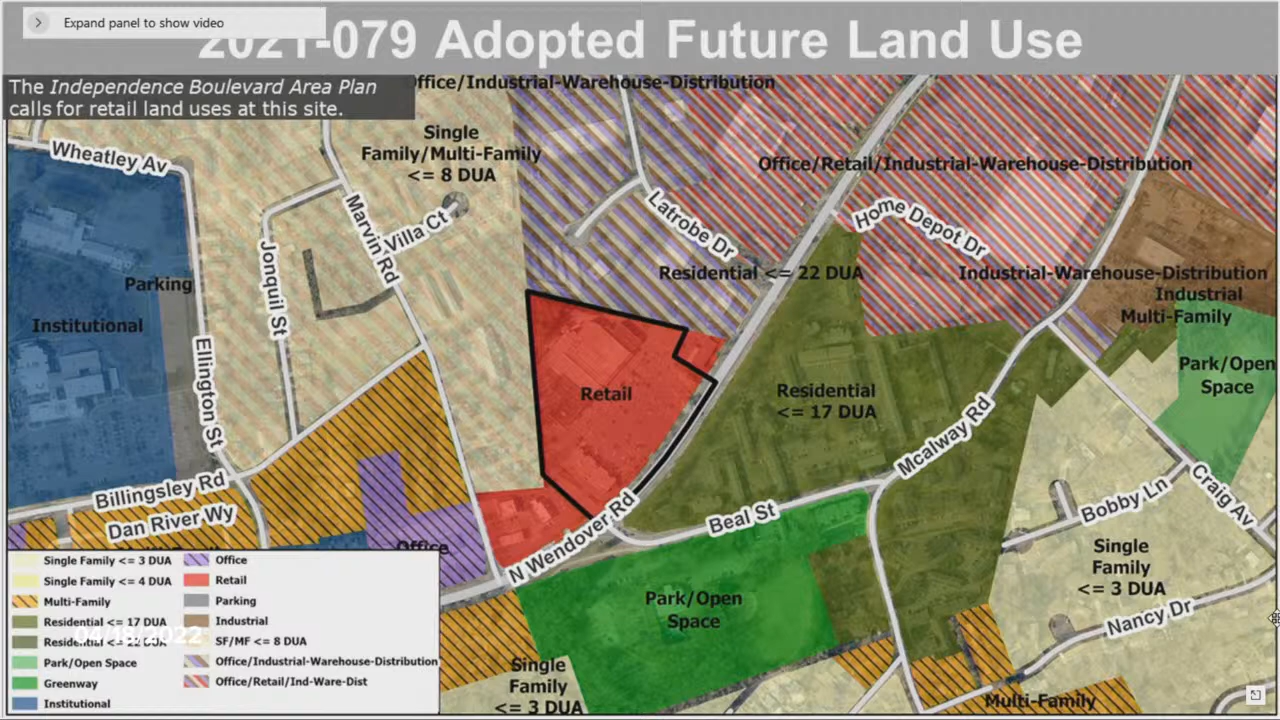 Expand panel to show video
2021-079 Adopted Future Land Use
The Independence Boulevard Area Plan
calls for retail land uses at this site.
Office/Industrial-Warehouse-Distribution
Single
Family/Multi-Family
<= 8 DUA
Office/Retail/Industrial-Warehouse-Distribution
Wheatley Av
Marvin Rd
Villa Ct
Latrobe Dr
Home Depot Dr
Jonquil St
Parking
Institutional
Residential <= 22 DUA
Industrial-Warehouse-Distribution
Industrial
Multi-Family
Park/Open
Space
Ellington St
Retail
Residential
<= 17 DUA
Mcalway Rd
Billingsley Rd
Dan River Wy
Office
N Wendover Rd
Beal St
Bobby Ln
Craig Av
Single
Family
<= 3 DUA
Nancy Dr
Park/Open
Space
Single
Family
<= 3 DUA
Multi-Family
Single Family <= 3 DUA
Single Family <= 4 DUA
Multi-Family
Residential <= 17 DUA
Residential <= 22 DUA
Park/Open Space
Greenway
Institutional
Office
Retail
Parking
Industrial
SF/MF <= 8 DUA
Office/Industrial-Warehouse-Distribution
Office/Retail/Ind-Ware-Dist
04/18/2022